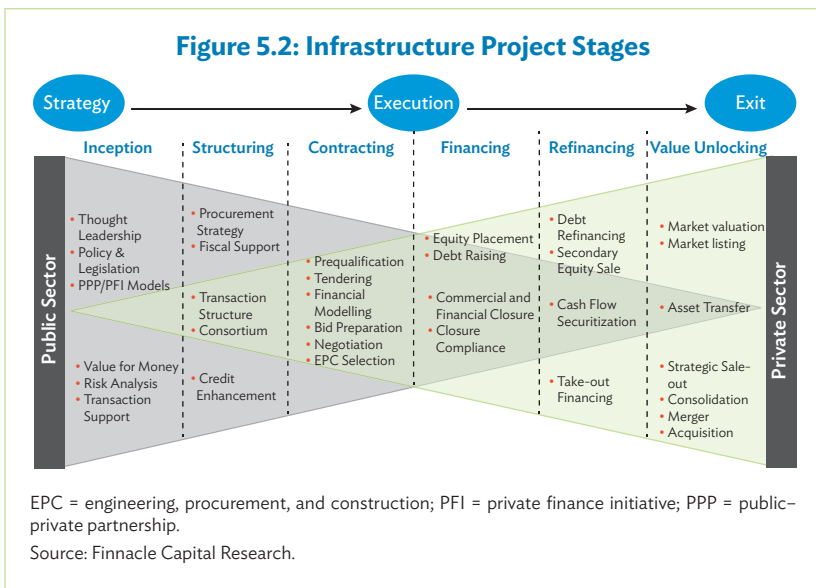 Figure 5.2: Infrastructure Project Stages
Strategy
Execution
Exit
Inception
Structuring
Contracting
Financing
Refinancing
Value Unlocking
Public Sector
• Thought
Leadership
• Policy &
Legislation
• PPP/PFI Models
• Value for Money
• Risk Analysis
• Transaction
Support
• Procurement
Strategy
• Fiscal Support
• Transaction
Structure
• Consortium
• Credit
Enhancement
• Prequalification
• Tendering
• Financial
Modelling
• Bid Preparation
• Negotiation
• EPC Selection
• Equity Placement
• Debt Raising
• Commercial and
Financial Closure
• Closure
Compliance
• Debt
Refinancing
• Secondary
Equity Sale
• Cash Flow
Securitization
• Take-out
Financing
• Market valuation
• Market listing
• Asset Transfer
• Strategic Sale-
out
• Consolidation
• Merger
• Acquisition
Private Sector
EPC = engineering, procurement, and construction; PFI = private finance initiative; PPP = public–
private partnership.
Source: Finnacle Capital Research.